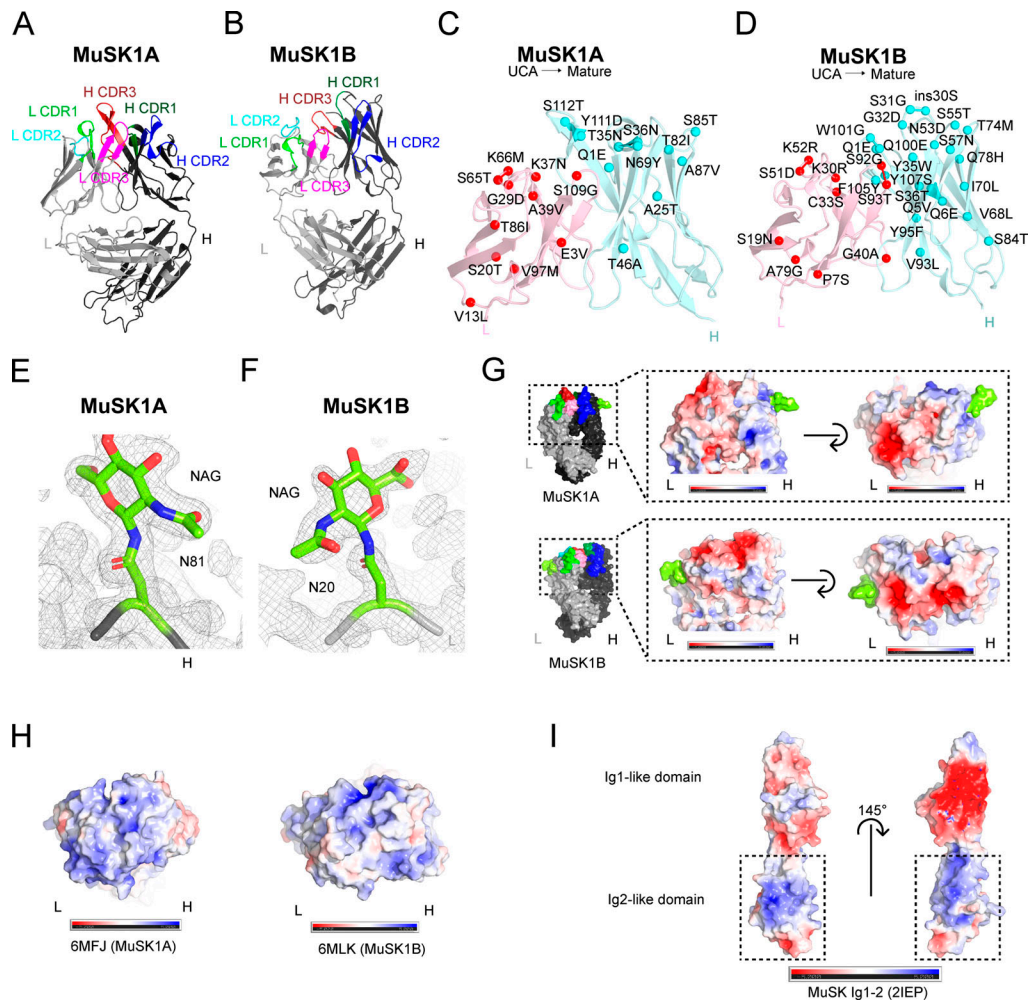 A
MuSK1A
H CDR3
L CDR1
H CDR1
L CDR2
H CDR2
L CDR3
L
H
B
MuSK1B
H CDR3
H CDR1
L CDR2
L CDR1
H CDR2
L CDR3
L
H
C
MuSK1A
UCA → Mature
S112T
Y111D
T35N
S36N
S85T
T82I
Q1E
N69Y
A87V
K66M
K37N
S65T
S109G
G29D
A39V
A25T
T86I
E3V
T46A
S20T
V97M
V13L
L
H
D
MuSK1B
UCA → Mature
ins30S
S31G
S55T
G32D
N53D
T74M
W101G
S57N
Q1E
Q100E
K52R
S92G
Q78H
S51D
K30R
Y35W
F105Y
Y107S
I70L
C33S
S93T
S36T
Q5V
Q6E
V68L
S19N
Y95F
S84T
G40A
A79G
V93L
P7S
L
H
E
MuSK1A
NAG
N81
H
F
MuSK1B
NAG
N20
L
G
L
H
MuSK1A
L
H
L
H
L
H
MuSK1B
L
H
L
H
H
L
H
6MFJ (MuSK1A)
L
H
6MLK (MuSK1B)
I
Ig1-like domain
145°
Ig2-like domain
MuSK Ig1-2 (2IEP)